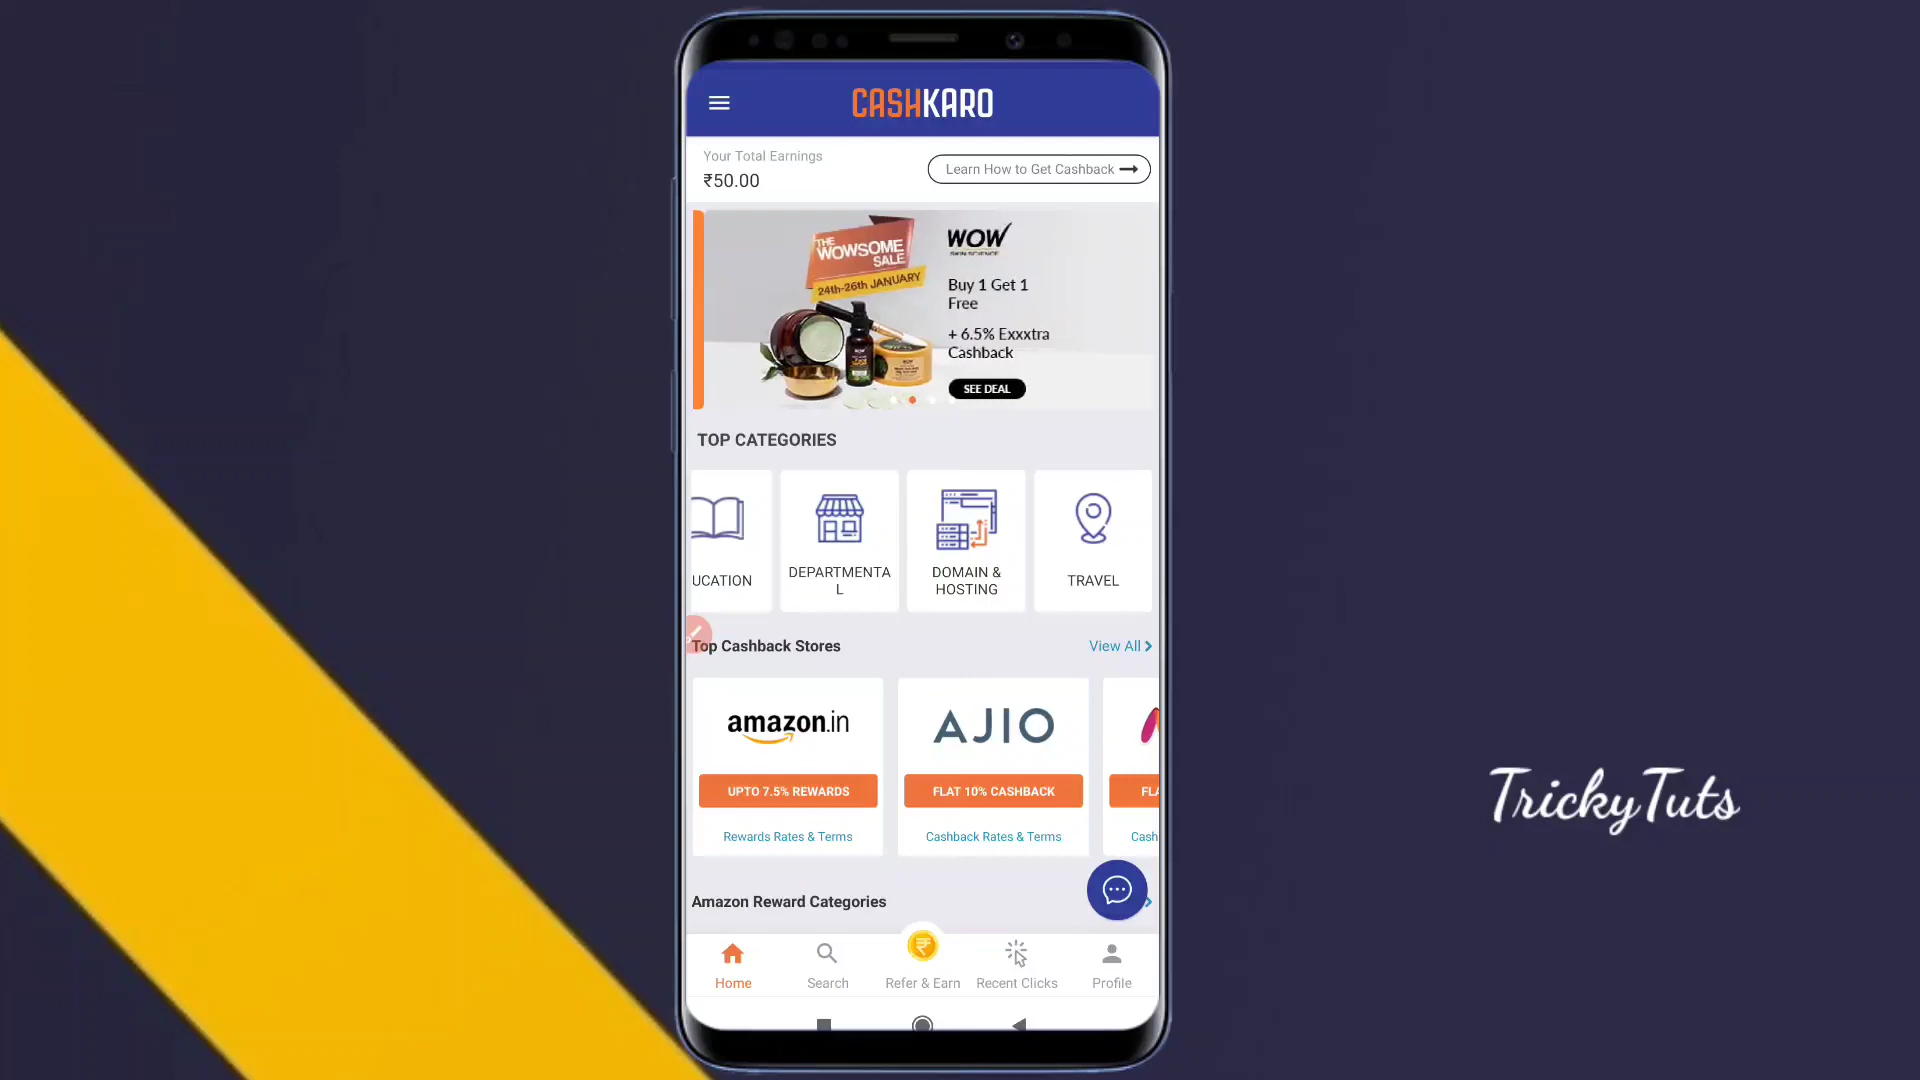 CASHKARO
Your Total Earnings
₹50.00
Learn How to Get Cashback
THE
WOWSOME
SALE
24th-26th JANUARY
WOW
SKIN SCIENCE
Buy 1 Get 1
Free
+ 6.5% Exxxtra
Cashback
SEE DEAL
TOP CATEGORIES
UCATION
DEPARTMENTA
L
DOMAIN &
HOSTING
TRAVEL
Top Cashback Stores
View All
amazon.in
AJIO
UPTO 7.5% REWARDS
FLAT 10% CASHBACK
FLA
Rewards Rates & Terms
Cashback Rates & Terms
Cash
Amazon Reward Categories
Home
Search
Refer & Earn
Recent Clicks
Profile
TrickyTuts